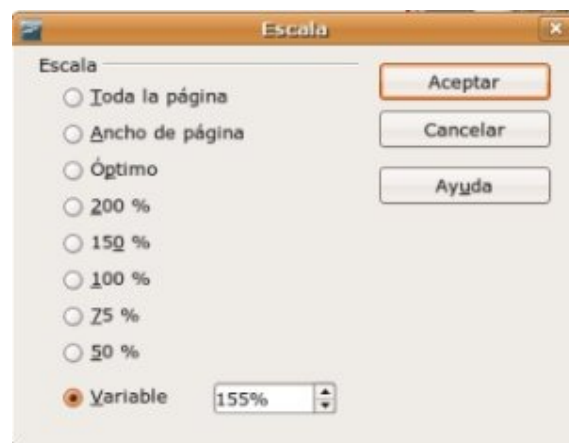 Escala
Escala
Toda la página
Ancho de página
Óptimo
200 %
150 %
100 %
75 %
50 %
Variable 155%
Aceptar
Cancelar
Ayuda